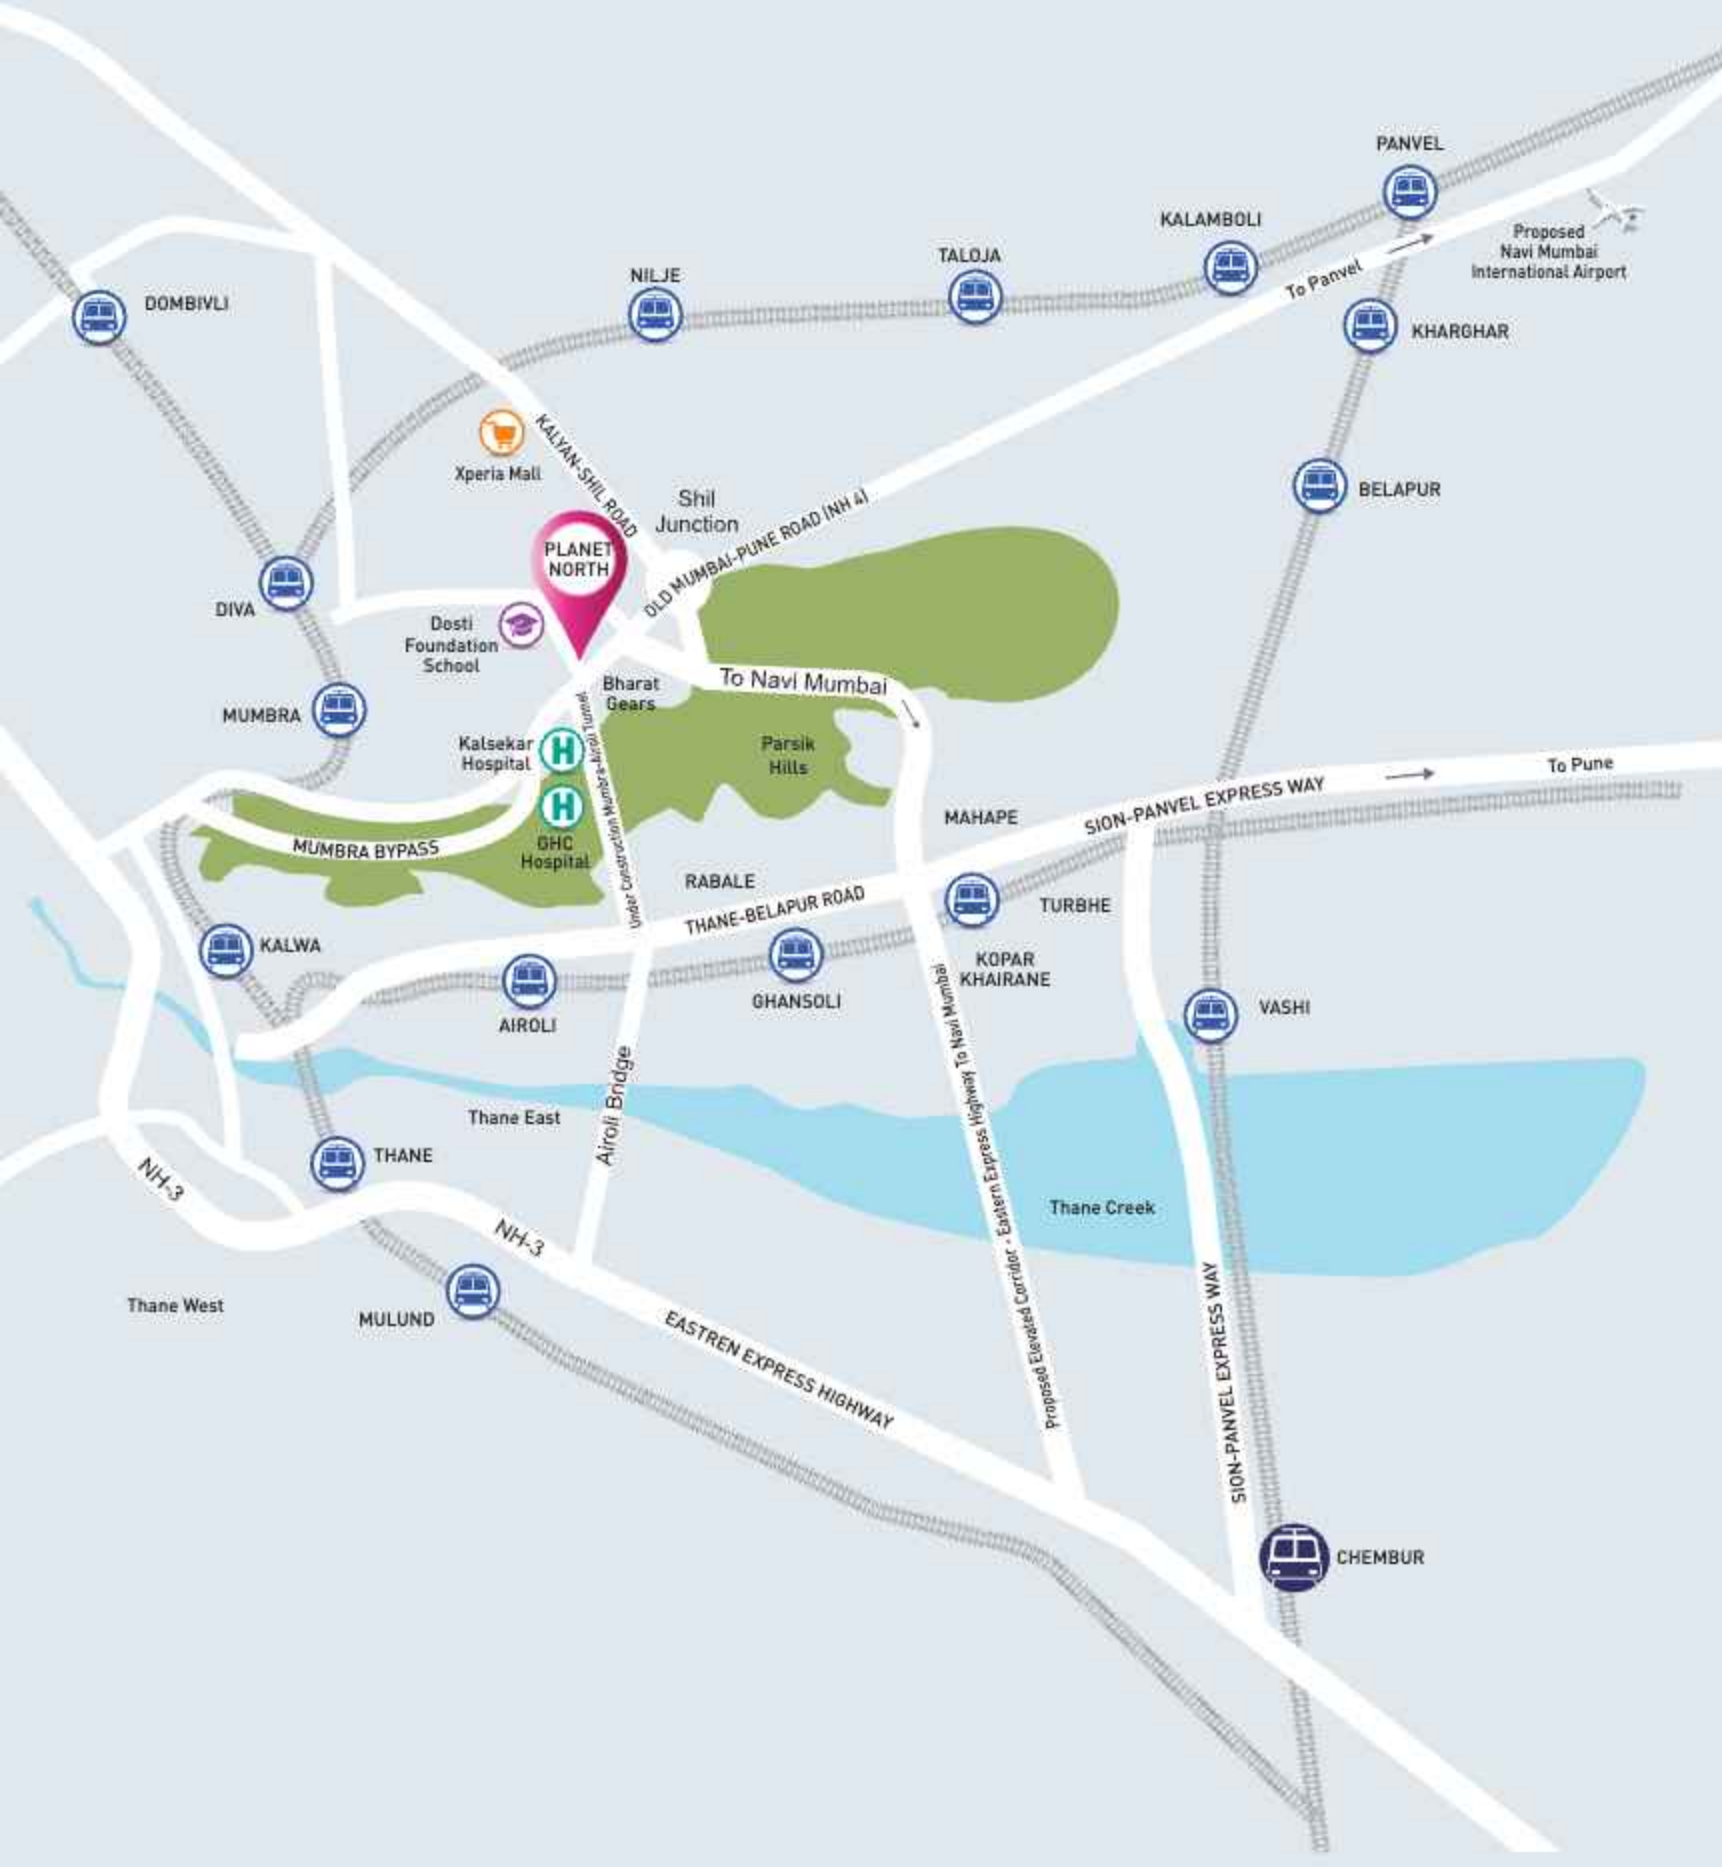 PANVEL
KALAMBOLI
Proposed
Navi Mumbai
International Airport
To Panvel
TALOJA
NILJE
DOMBIVLI
KHARGHAR
Xperia Mall
KALYAN-SHIL ROAD
Shil
Junction
OLD MUMBAI-PUNE ROAD (NH 4)
BELAPUR
PLANET
NORTH
DIVA
Dosti
Foundation
School
To Navi Mumbai
Bharat
Gears
MUMBRA
Kalsekar
Hospital
H
Parsik
Hills
Under Construction Mumbra-Airoli Tunnel
To Pune
SION-PANVEL EXPRESS WAY
H
GHC
Hospital
MUMBRA BYPASS
MAHAPE
RABALE
THANE-BELAPUR ROAD
TURBHE
KALWA
KOPAR
KHAIRANE
GHANSOLI
AIROLI
VASHI
Airoli Bridge
Thane East
Proposed Elevated Corridor - Eastern Express Highway To Navi Mumbai
THANE
NH-3
Thane Creek
NH-3
Thane West
MULUND
EASTREN EXPRESS HIGHWAY
SION-PANVEL EXPRESS WAY
CHEMBUR